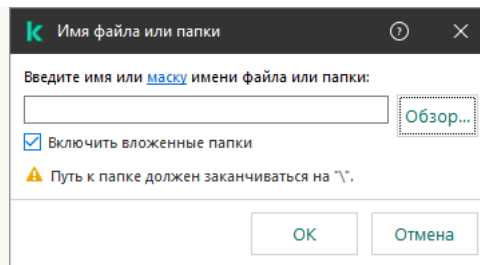 Имя файла или папки
Введите имя или маску имени файла или папки:
Обзор...
Включить вложенные папки
Путь к папке должен заканчиваться на "\".
ОК Отмена